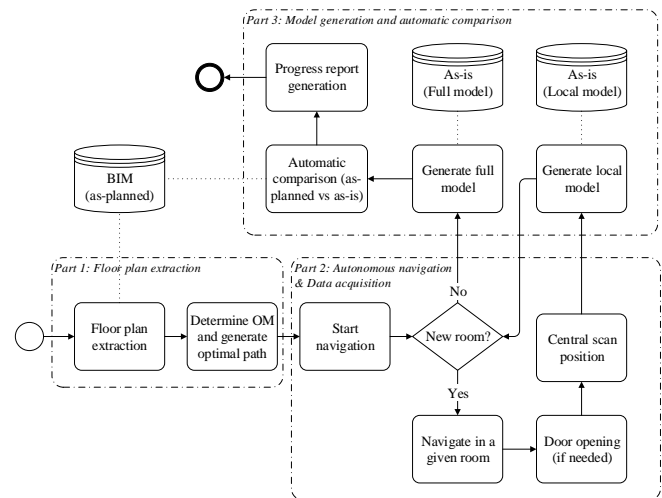 Part 3: Model generation and automatic comparison
Progress report
generation
As-is
(Full model)
As-is
(Local model)
BIM
(as-planned)
Automatic
comparison (as-
planned vs as-is)
Generate full
model
Generate local
model
Part 1: Floor plan extraction
Part 2: Autonomous navigation
& Data acquisition
No
Floor plan
extraction
Determine OM
and generate
optimal path
Start
navigation
New room?
Central scan
position
Yes
Navigate in a
given room
Door opening
(if needed)